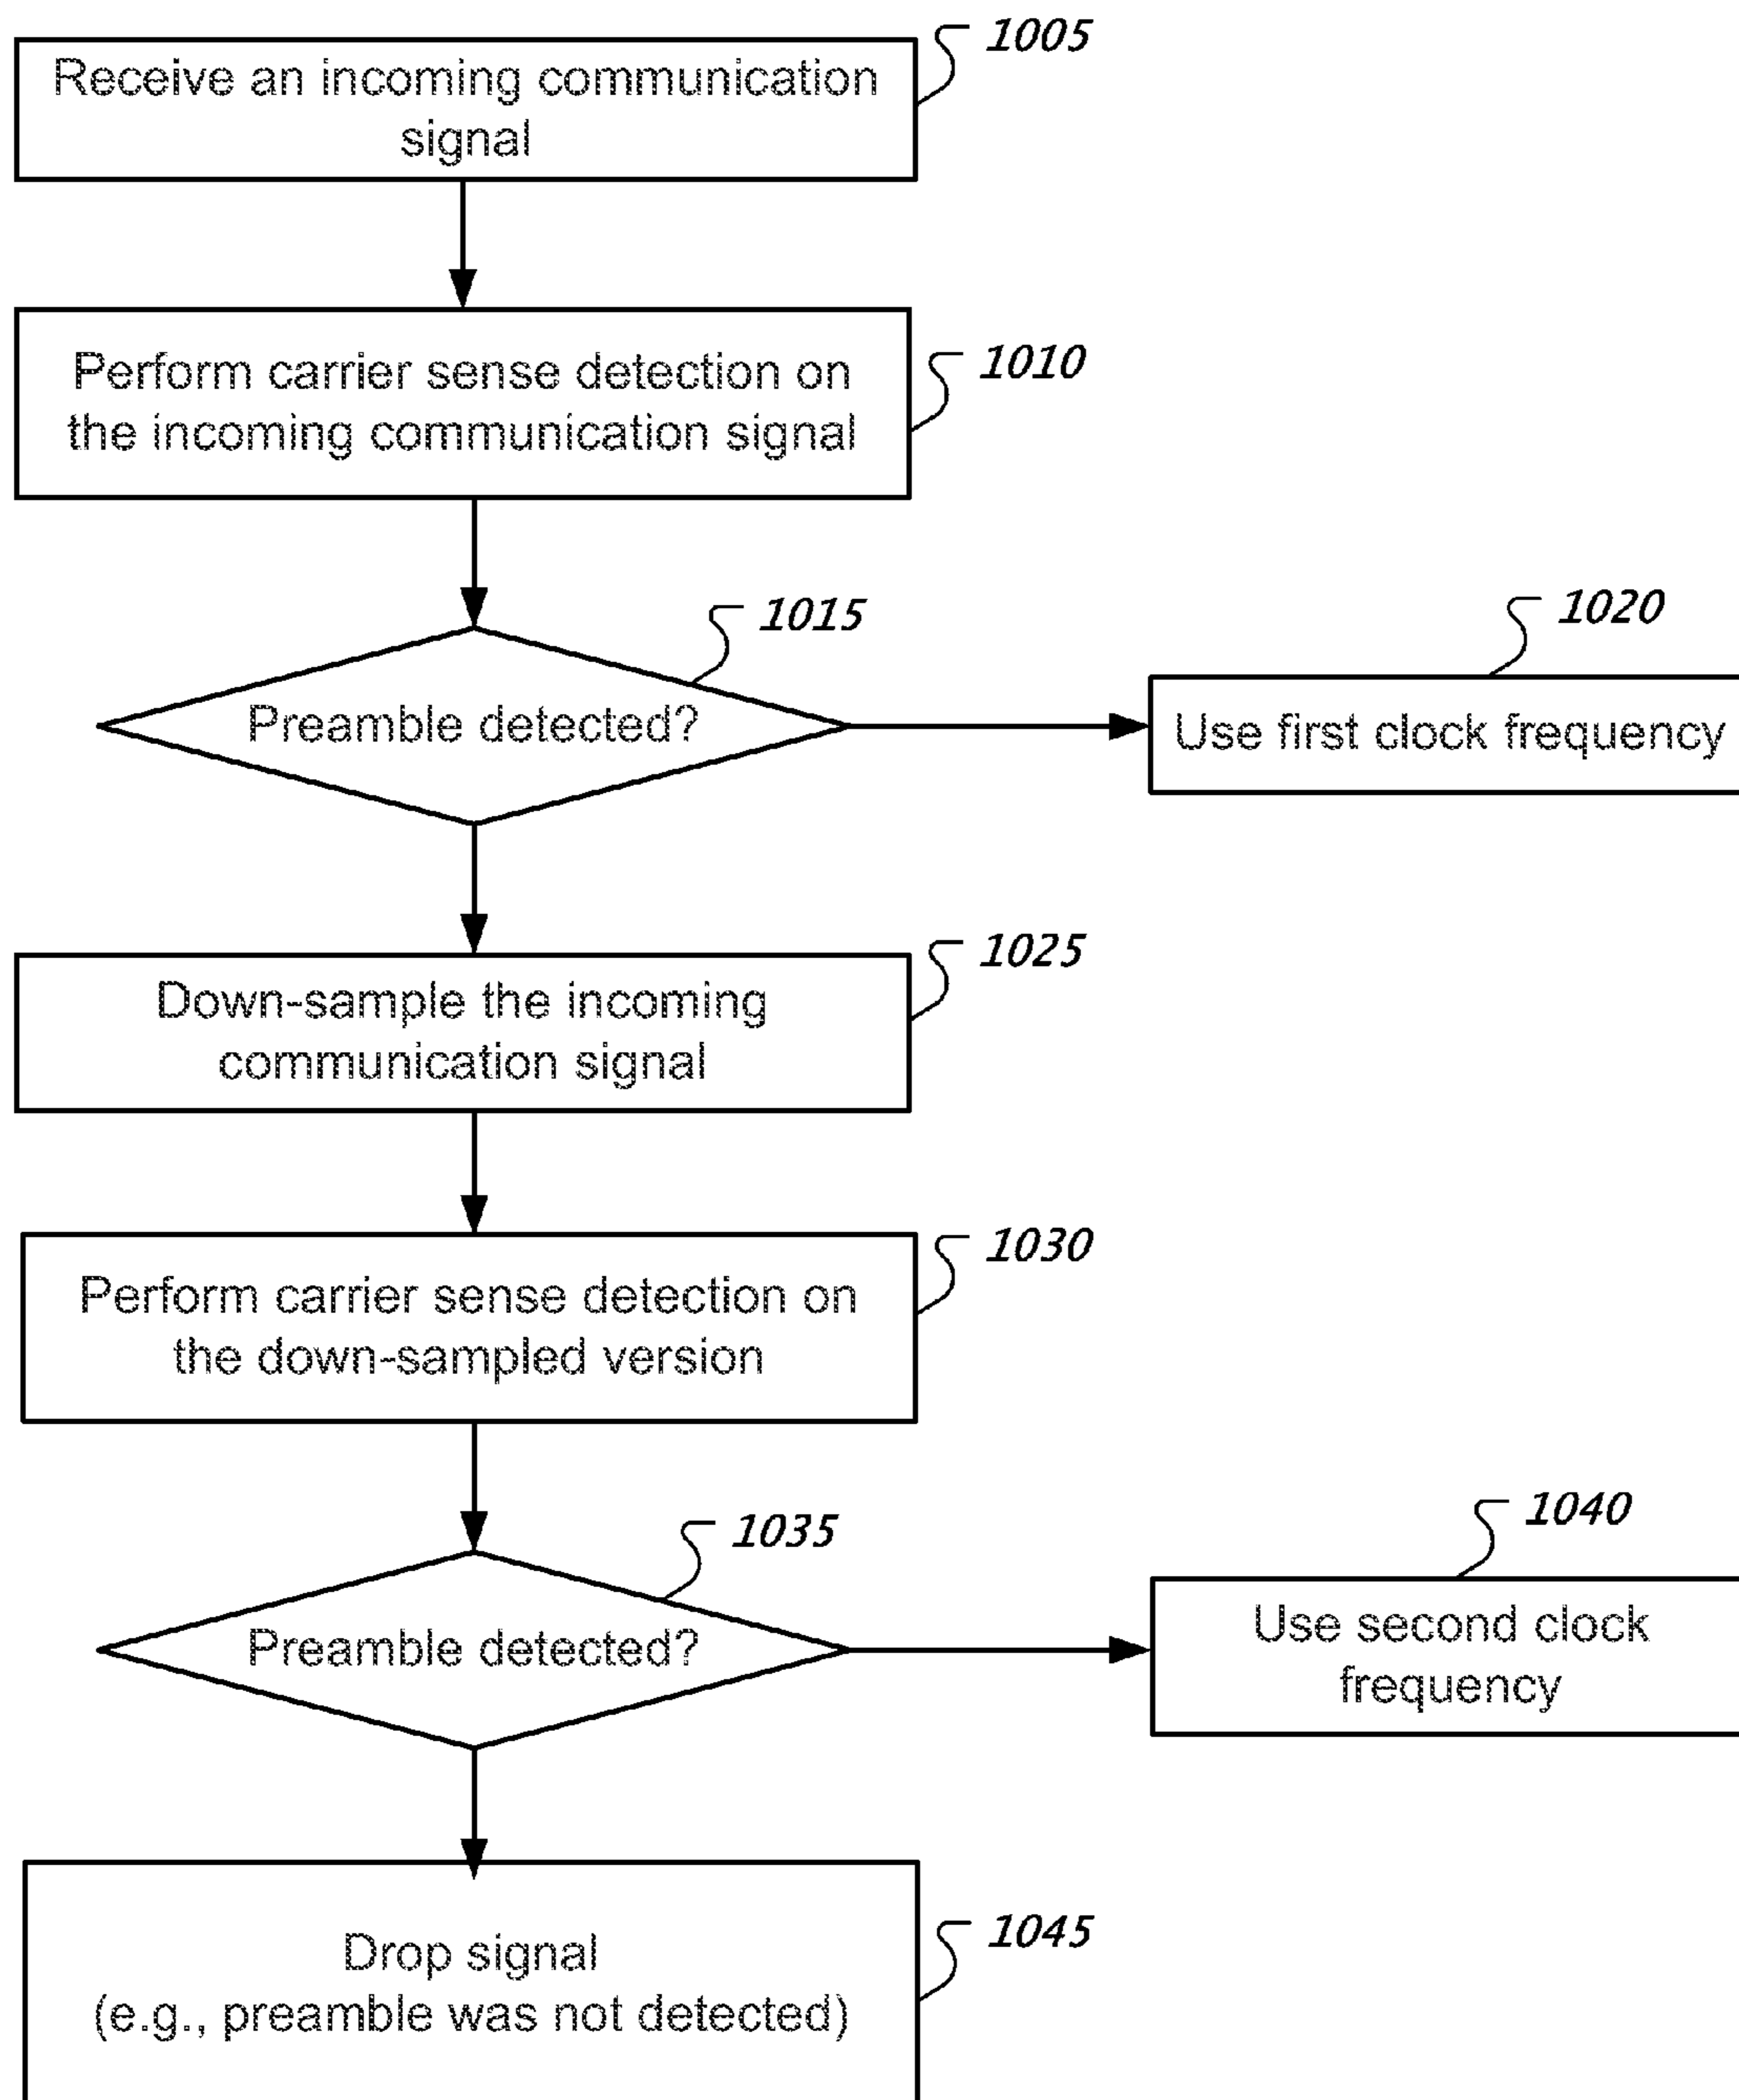 1005
Receive an incoming communication
signal
1010
Perform carrier sense detection on
the incoming communication signal
1015
Preamble detected?
1020
Use first clock frequency
1025
Down-sample the incoming
communication signal
1030
Perform carrier sense detection on
the down-sampled version
1035
Preamble detected?
1040
Use second clock
frequency
1045
Drop signal
(e.g., preamble was not detected)